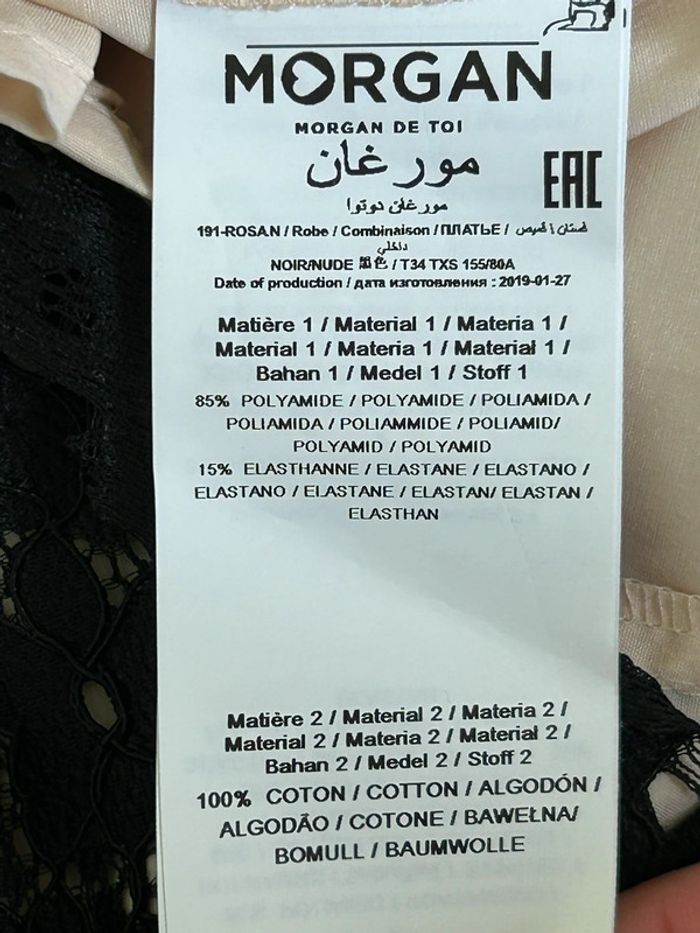 MORGAN
MORGAN DE TOI
مورغان
EAC
مورغان دوتوا
191-ROSAN / Robe / Combinaison / ПЛАТЬЕ / فستان / قميص
داخلي
NOIR/NUDE 黑色 / T34 TXS 155/80A
Date of production / дата изготовления : 2019-01-27
Matière 1 / Material 1 / Materia 1 /
Material 1 / Materia 1 / Materiał 1 /
Bahan 1 / Medel 1 / Stoff 1
85% POLYAMIDE / POLYAMIDE / POLIAMIDA /
POLIAMIDA / POLIAMMIDE / POLIAMID/
POLYAMID / POLYAMID
15% ELASTHANNE / ELASTANE / ELASTANO /
ELASTANO / ELASTANE / ELASTAN/ ELASTAN /
ELASTHAN
Matière 2 / Material 2 / Materia 2 /
Material 2 / Materia 2 / Materiał 2 /
Bahan 2 / Medel 2 / Stoff 2
100% COTON / COTTON / ALGODÓN /
ALGODÃO / COTONE / BAWEŁNA/
BOMULL / BAUMWOLLE